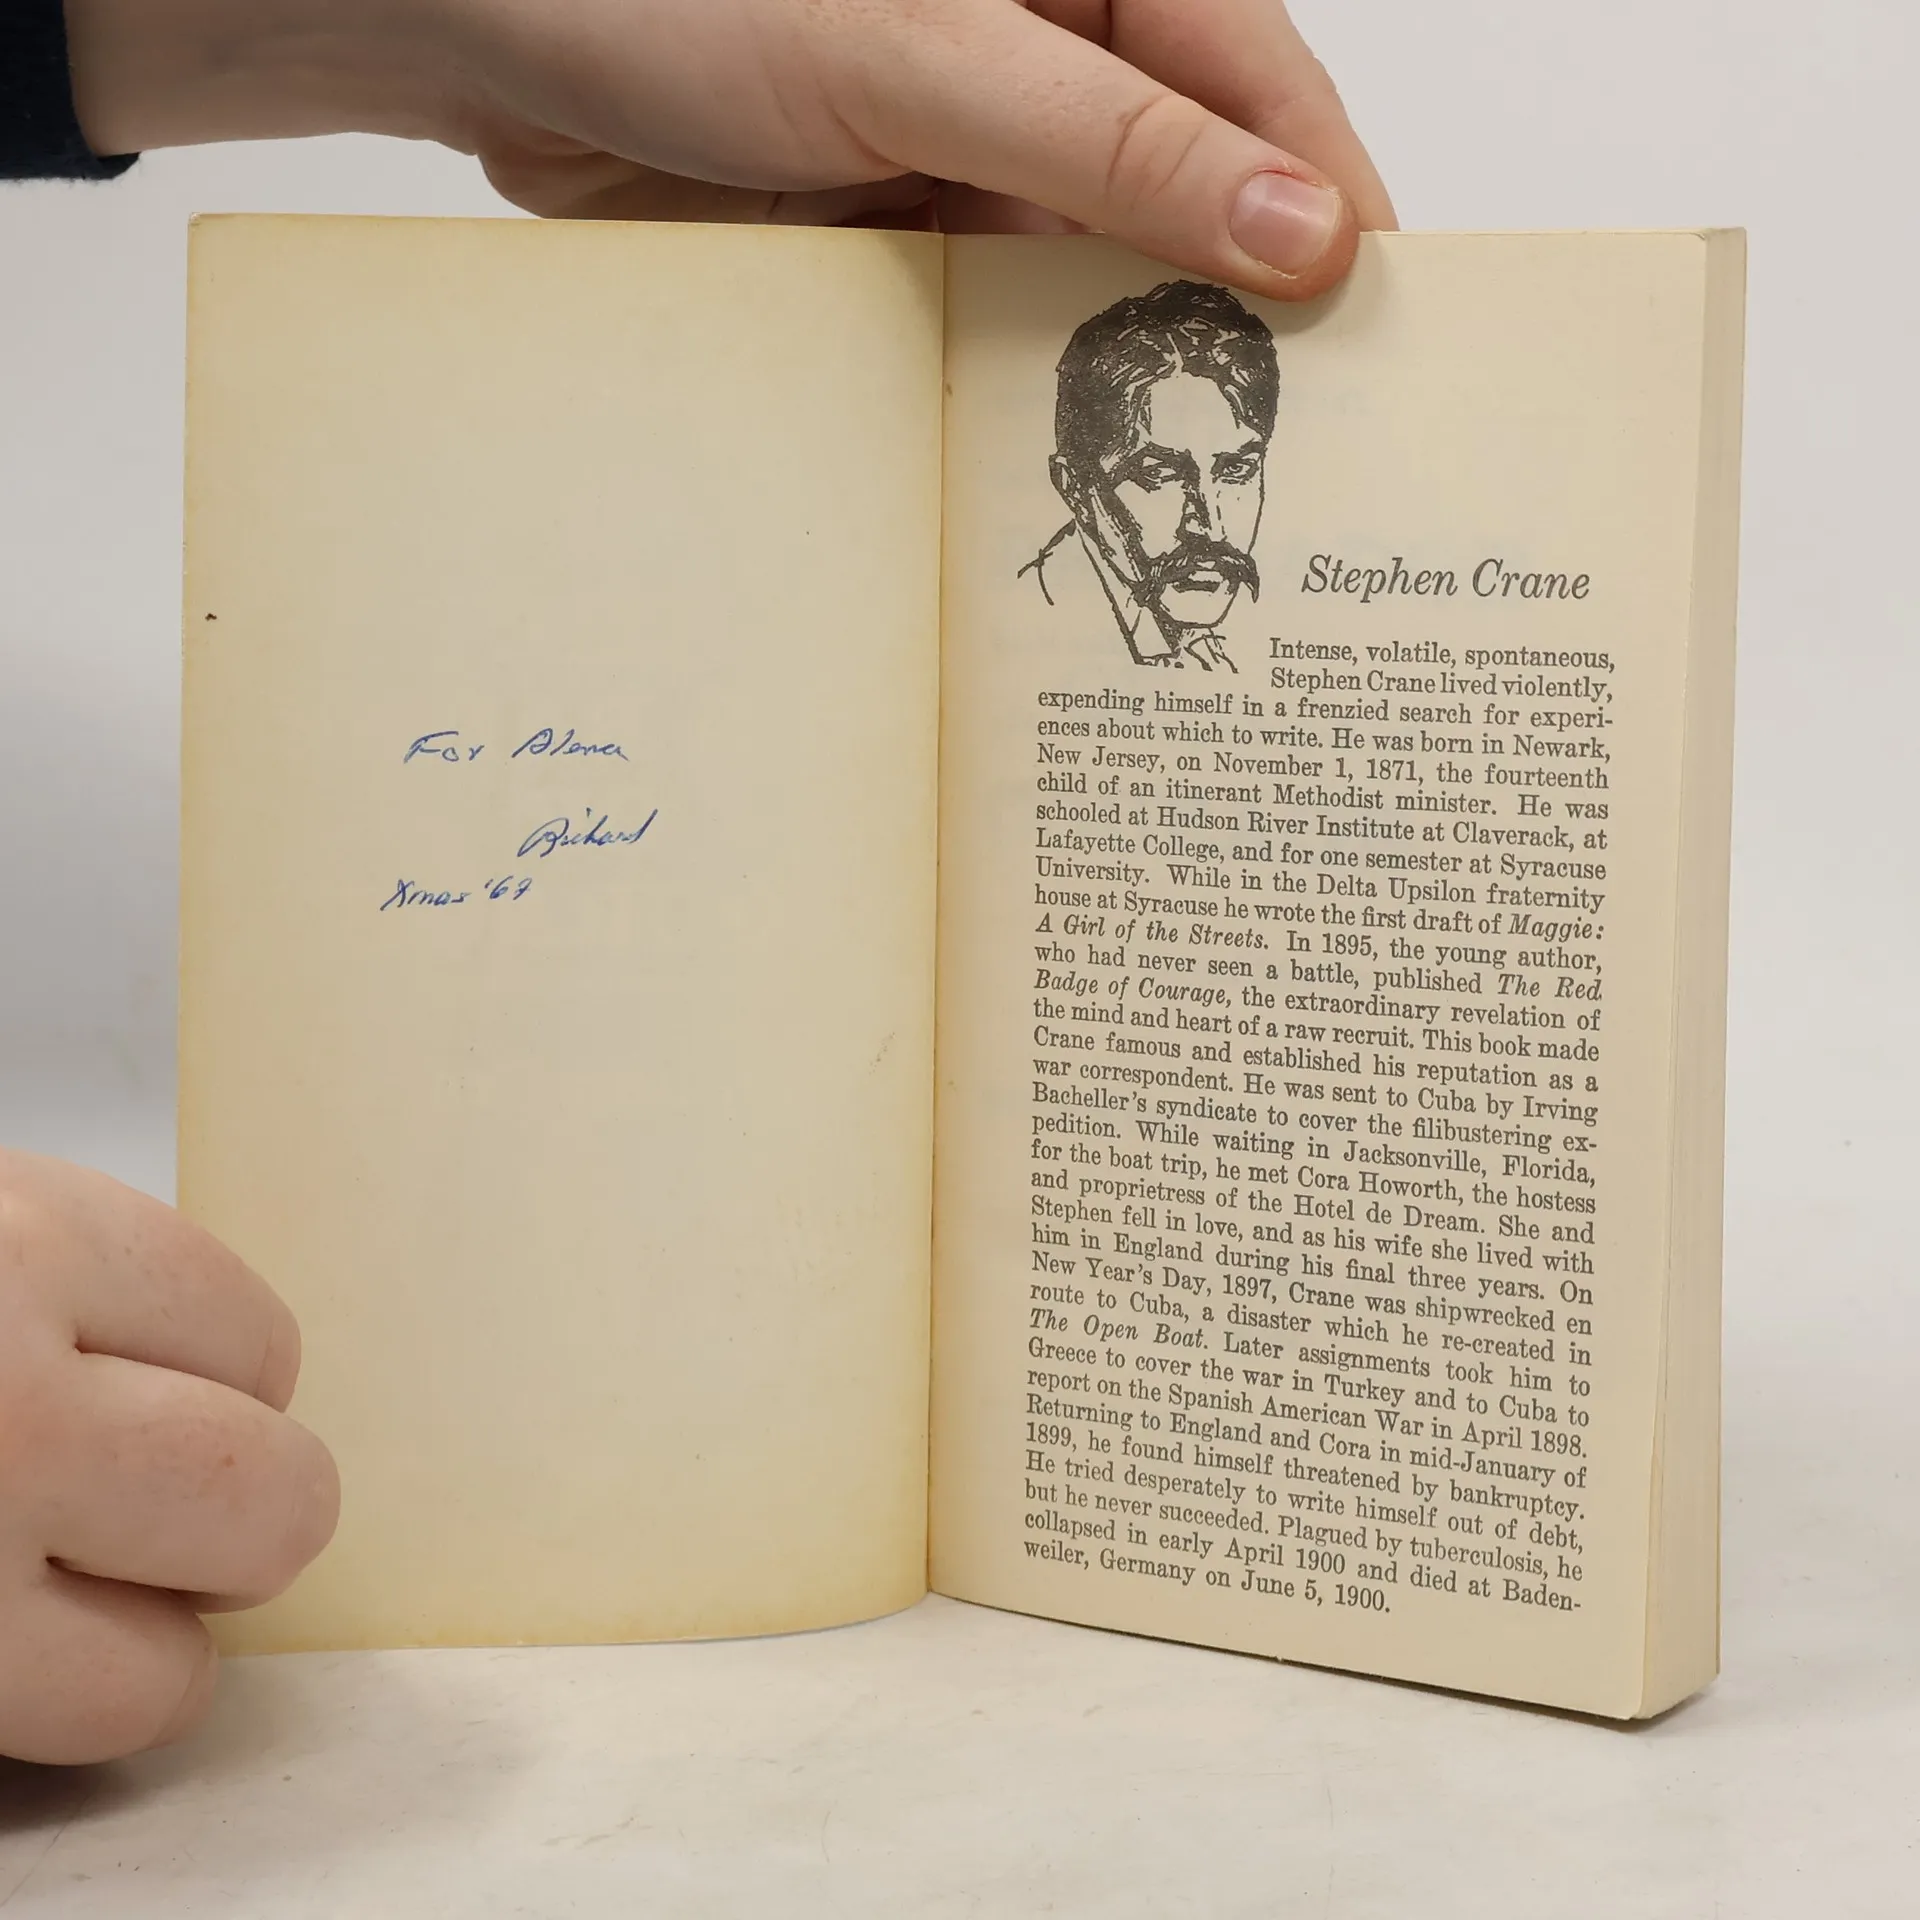 For Alena
Richard
Xmas '67
Stephen Crane
Intense, volatile, spontaneous,
Stephen Crane lived violently,
expending himself in a frenzied search for experi-
ences about which to write. He was born in Newark,
New Jersey, on November 1, 1871, the fourteenth
child of an itinerant Methodist minister. He was
schooled at Hudson River Institute at Claverack, at
Lafayette College, and for one semester at Syracuse
University. While in the Delta Upsilon fraternity
house at Syracuse he wrote the first draft of Maggie:
A Girl of the Streets. In 1895, the young author,
who had never seen a battle, published The Red
Badge of Courage, the extraordinary revelation of
the mind and heart of a raw recruit. This book made
Crane famous and established his reputation as a
war correspondent. He was sent to Cuba by Irving
Bacheller's syndicate to cover the filibustering ex-
pedition. While waiting in Jacksonville, Florida,
for the boat trip, he met Cora Howorth, the hostess
and proprietress of the Hotel de Dream. She and
Stephen fell in love, and as his wife she lived with
him in England during his final three years. On
New Year's Day, 1897, Crane was shipwrecked en
route to Cuba, a disaster which he re-created in
The Open Boat. Later assignments took him to
Greece to cover the war in Turkey and to Cuba to
report on the Spanish American War in April 1898.
Returning to England and Cora in mid-January of
1899, he found himself threatened by bankruptcy.
He tried desperately to write himself out of debt,
but he never succeeded. Plagued by tuberculosis, he
collapsed in early April 1900 and died at Baden-
weiler, Germany on June 5, 1900.